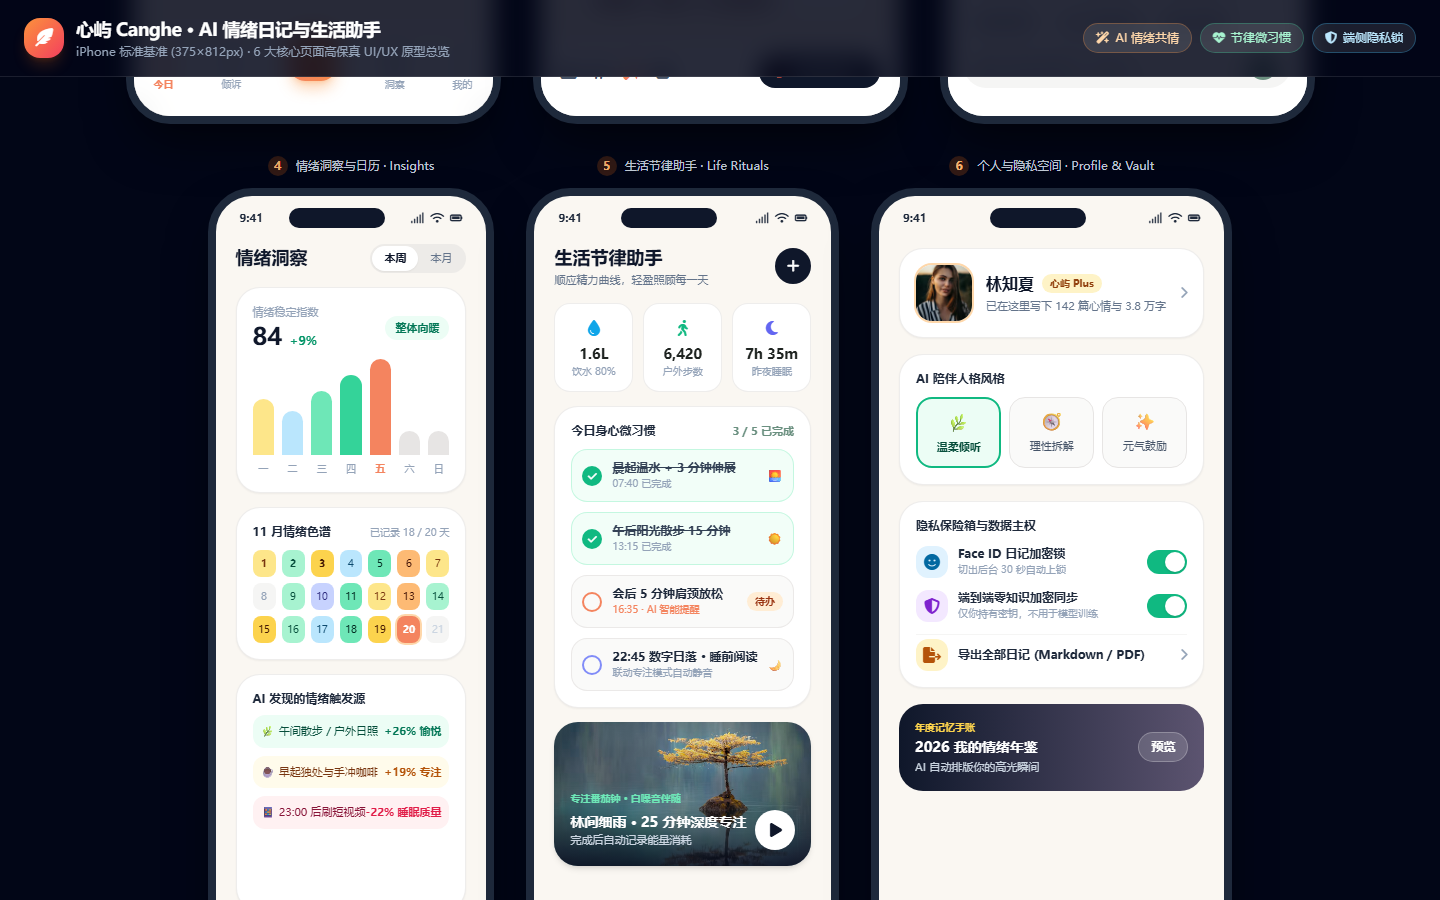 心屿 Canghe • AI 情绪日记与生活助手
iPhone 标准基准 (375×812px) · 6 大核心页面高保真 UI/UX 原型总览
AI 情绪共情
节律微习惯
端侧隐私锁
今日
倾诉
洞察
我的
4 情绪洞察与日历 · Insights
9:41
情绪洞察
本周
本月
情绪稳定指数
84 +9%
整体向暖
一 二 三 四 五 六 日
11 月情绪色谱
已记录 18 / 20 天
1 2 3 4 5 6 7
8 9 10 11 12 13 14
15 16 17 18 19 20 21
AI 发现的情绪触发源
午间散步 / 户外日照 +26% 愉悦
早起独处与手冲咖啡 +19% 专注
23:00 后刷短视频 -22% 睡眠质量
5 生活节律助手 · Life Rituals
9:41
生活节律助手
顺应精力曲线，轻盈照顾每一天
1.6L
饮水 80%
6,420
户外步数
7h 35m
昨夜睡眠
今日身心微习惯
3 / 5 已完成
晨起温水 + 3 分钟伸展
07:40 已完成
午后阳光散步 15 分钟
13:15 已完成
会后 5 分钟肩颈放松
16:35 · AI 智能提醒
待办
22:45 数字日落 • 睡前阅读
联动专注模式自动静音
专注番茄钟 • 白噪音伴随
林间细雨 • 25 分钟深度专注
完成后自动记录能量消耗
6 个人与隐私空间 · Profile & Vault
9:41
林知夏
心屿 Plus
已在这里写下 142 篇心情与 3.8 万字
AI 陪伴人格风格
温柔倾听
理性拆解
元气鼓励
隐私保险箱与数据主权
Face ID 日记加密锁
切出后台 30 秒自动上锁
端到端零知识加密同步
仅你持有密钥，不用于模型训练
导出全部日记 (Markdown / PDF)
年度记忆手账
2026 我的情绪年鉴
AI 自动排版你的高光瞬间
预览